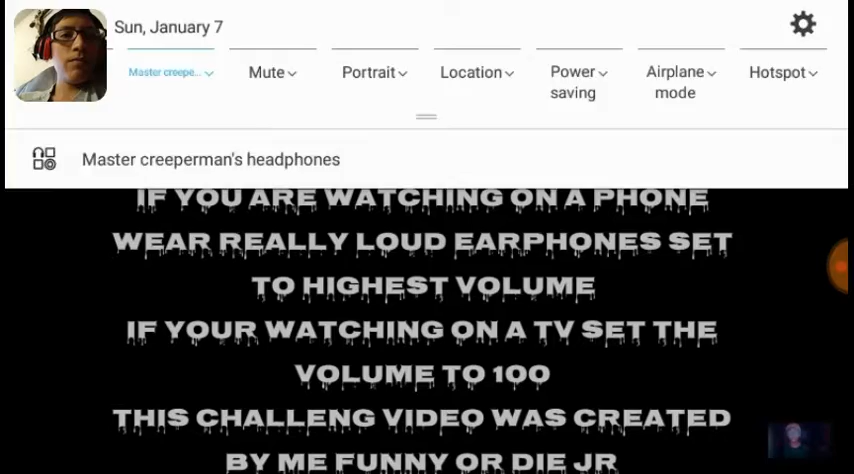 Sun, January 7
Master creepe...
Mute
Portrait
Location
Power
saving
Airplane
mode
Hotspot
Master creeperman's headphones
IF YOU ARE WATCHING ON A PHONE
WEAR REALLY LOUD EARPHONES SET
TO HIGHEST VOLUME
IF YOUR WATCHING ON A TV SET THE
VOLUME TO 100
THIS CHALLENG VIDEO WAS CREATED
BY ME FUNNY OR DIE JR